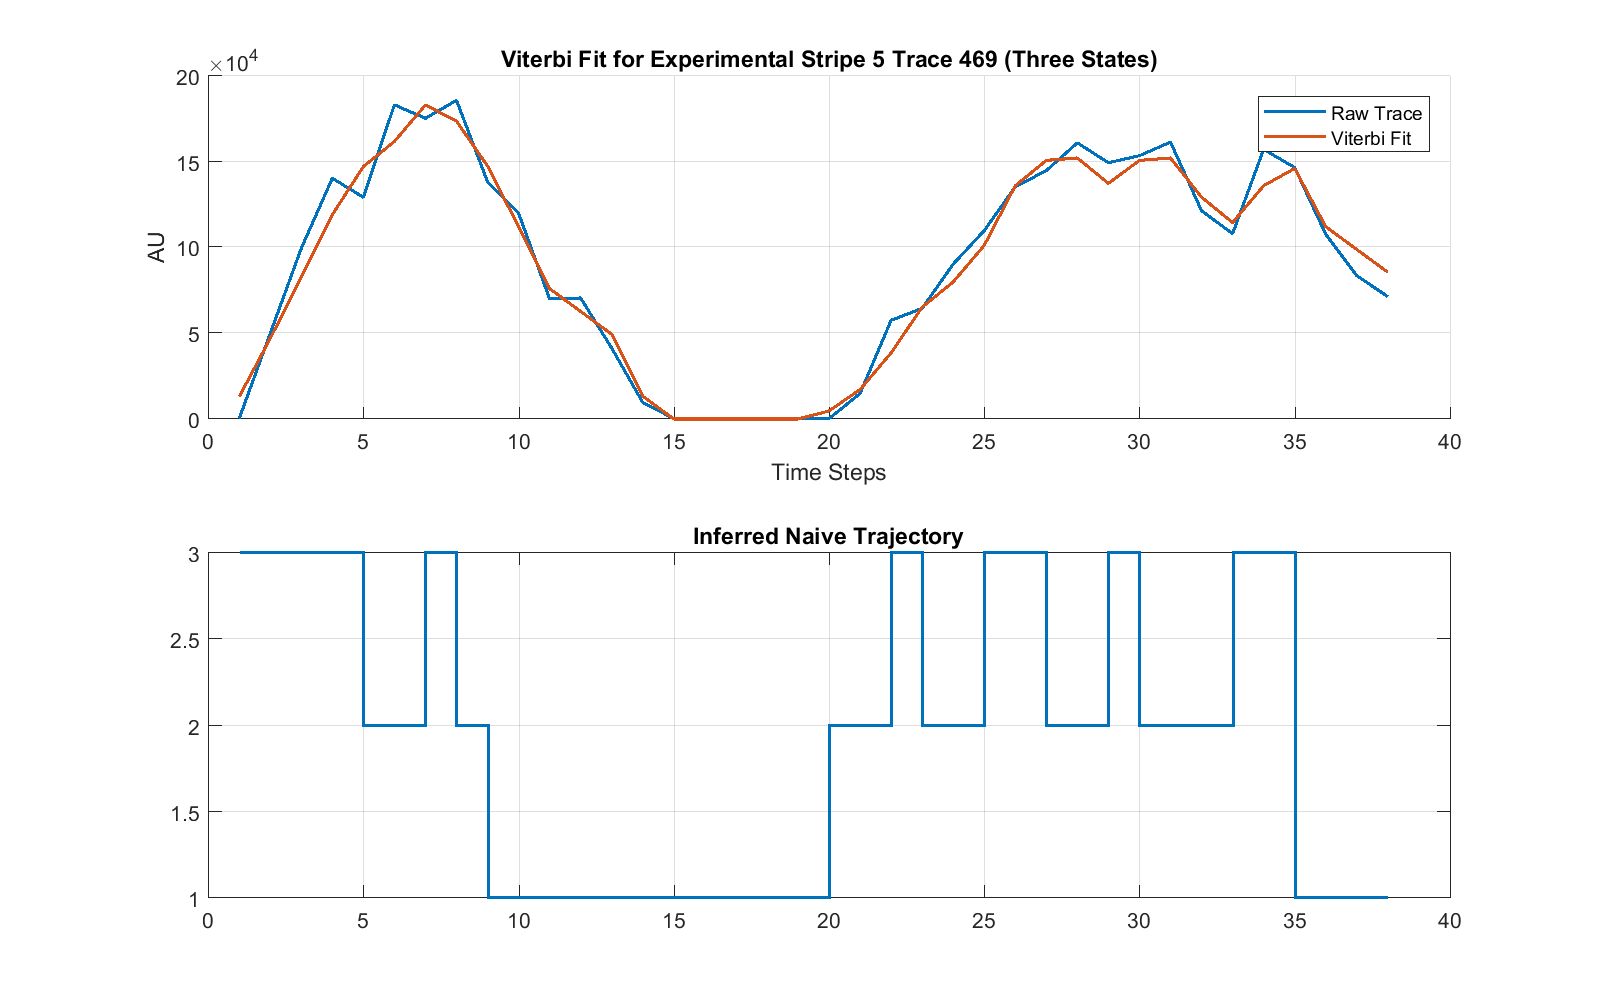 Viterbi Fit for Experimental Stripe 5 Trace 469 (Three States)
×10⁴
20
15
10
5
0
AU
Raw Trace
Viterbi Fit
0 5 10 15 20 25 30 35 40
Time Steps
Inferred Naive Trajectory
3
2.5
2
1.5
1
0 5 10 15 20 25 30 35 40